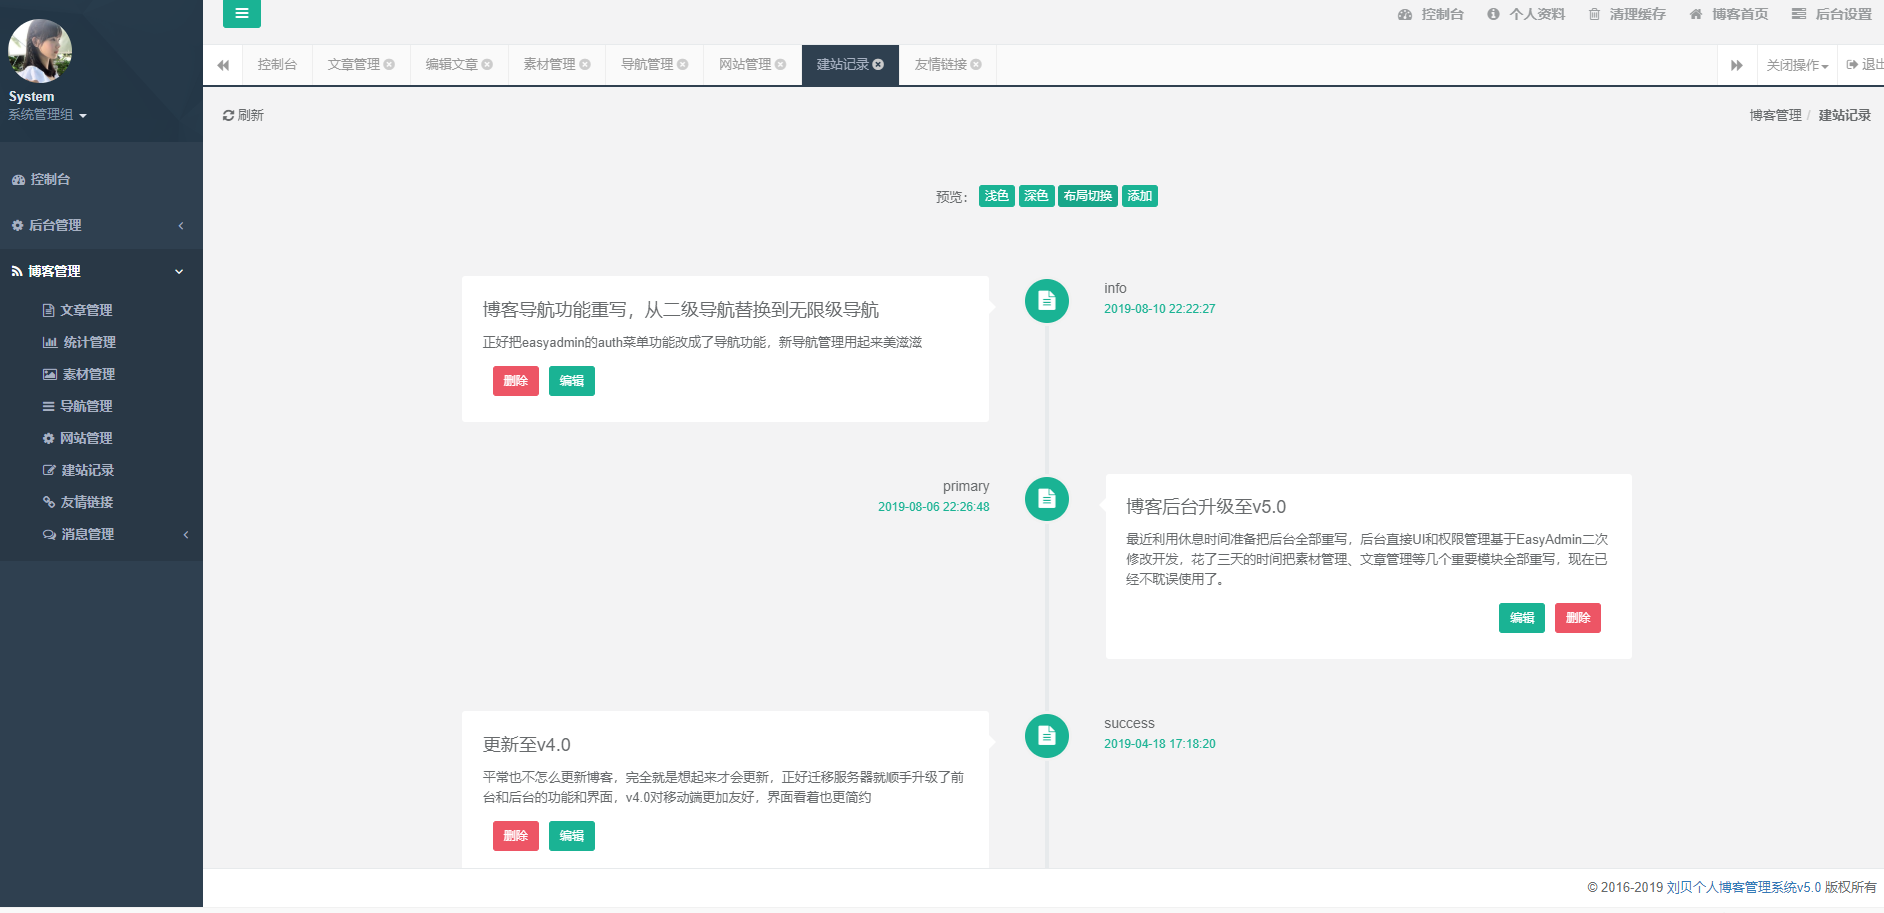 控制台
个人资料
清理缓存
博客首页
后台设置
System
系统管理组
控制台
文章管理
编辑文章
素材管理
导航管理
网站管理
建站记录
友情链接
关闭操作
退出
刷新
博客管理 / 建站记录
控制台
后台管理
博客管理
文章管理
统计管理
素材管理
导航管理
网站管理
建站记录
友情链接
消息管理
预览： 浅色 深色 布局切换 添加
博客导航功能重写，从二级导航替换到无限级导航
正好把easyadmin的auth菜单功能改成了导航功能，新导航管理用起来美滋滋
删除 编辑
info
2019-08-10 22:22:27
primary
2019-08-06 22:26:48
博客后台升级至v5.0
最近利用休息时间准备把后台全部重写，后台直接UI和权限管理基于EasyAdmin二次
修改开发，花了三天的时间把素材管理、文章管理等几个重要模块全部重写，现在已
经不耽误使用了。
编辑 删除
更新至v4.0
平常也不怎么更新博客，完全就是想起来才会更新，正好迁移服务器就顺手升级了前
台和后台的功能和界面，v4.0对移动端更加友好，界面看着也更简约
删除 编辑
success
2019-04-18 17:18:20
© 2016-2019 刘贝个人博客管理系统v5.0 版权所有